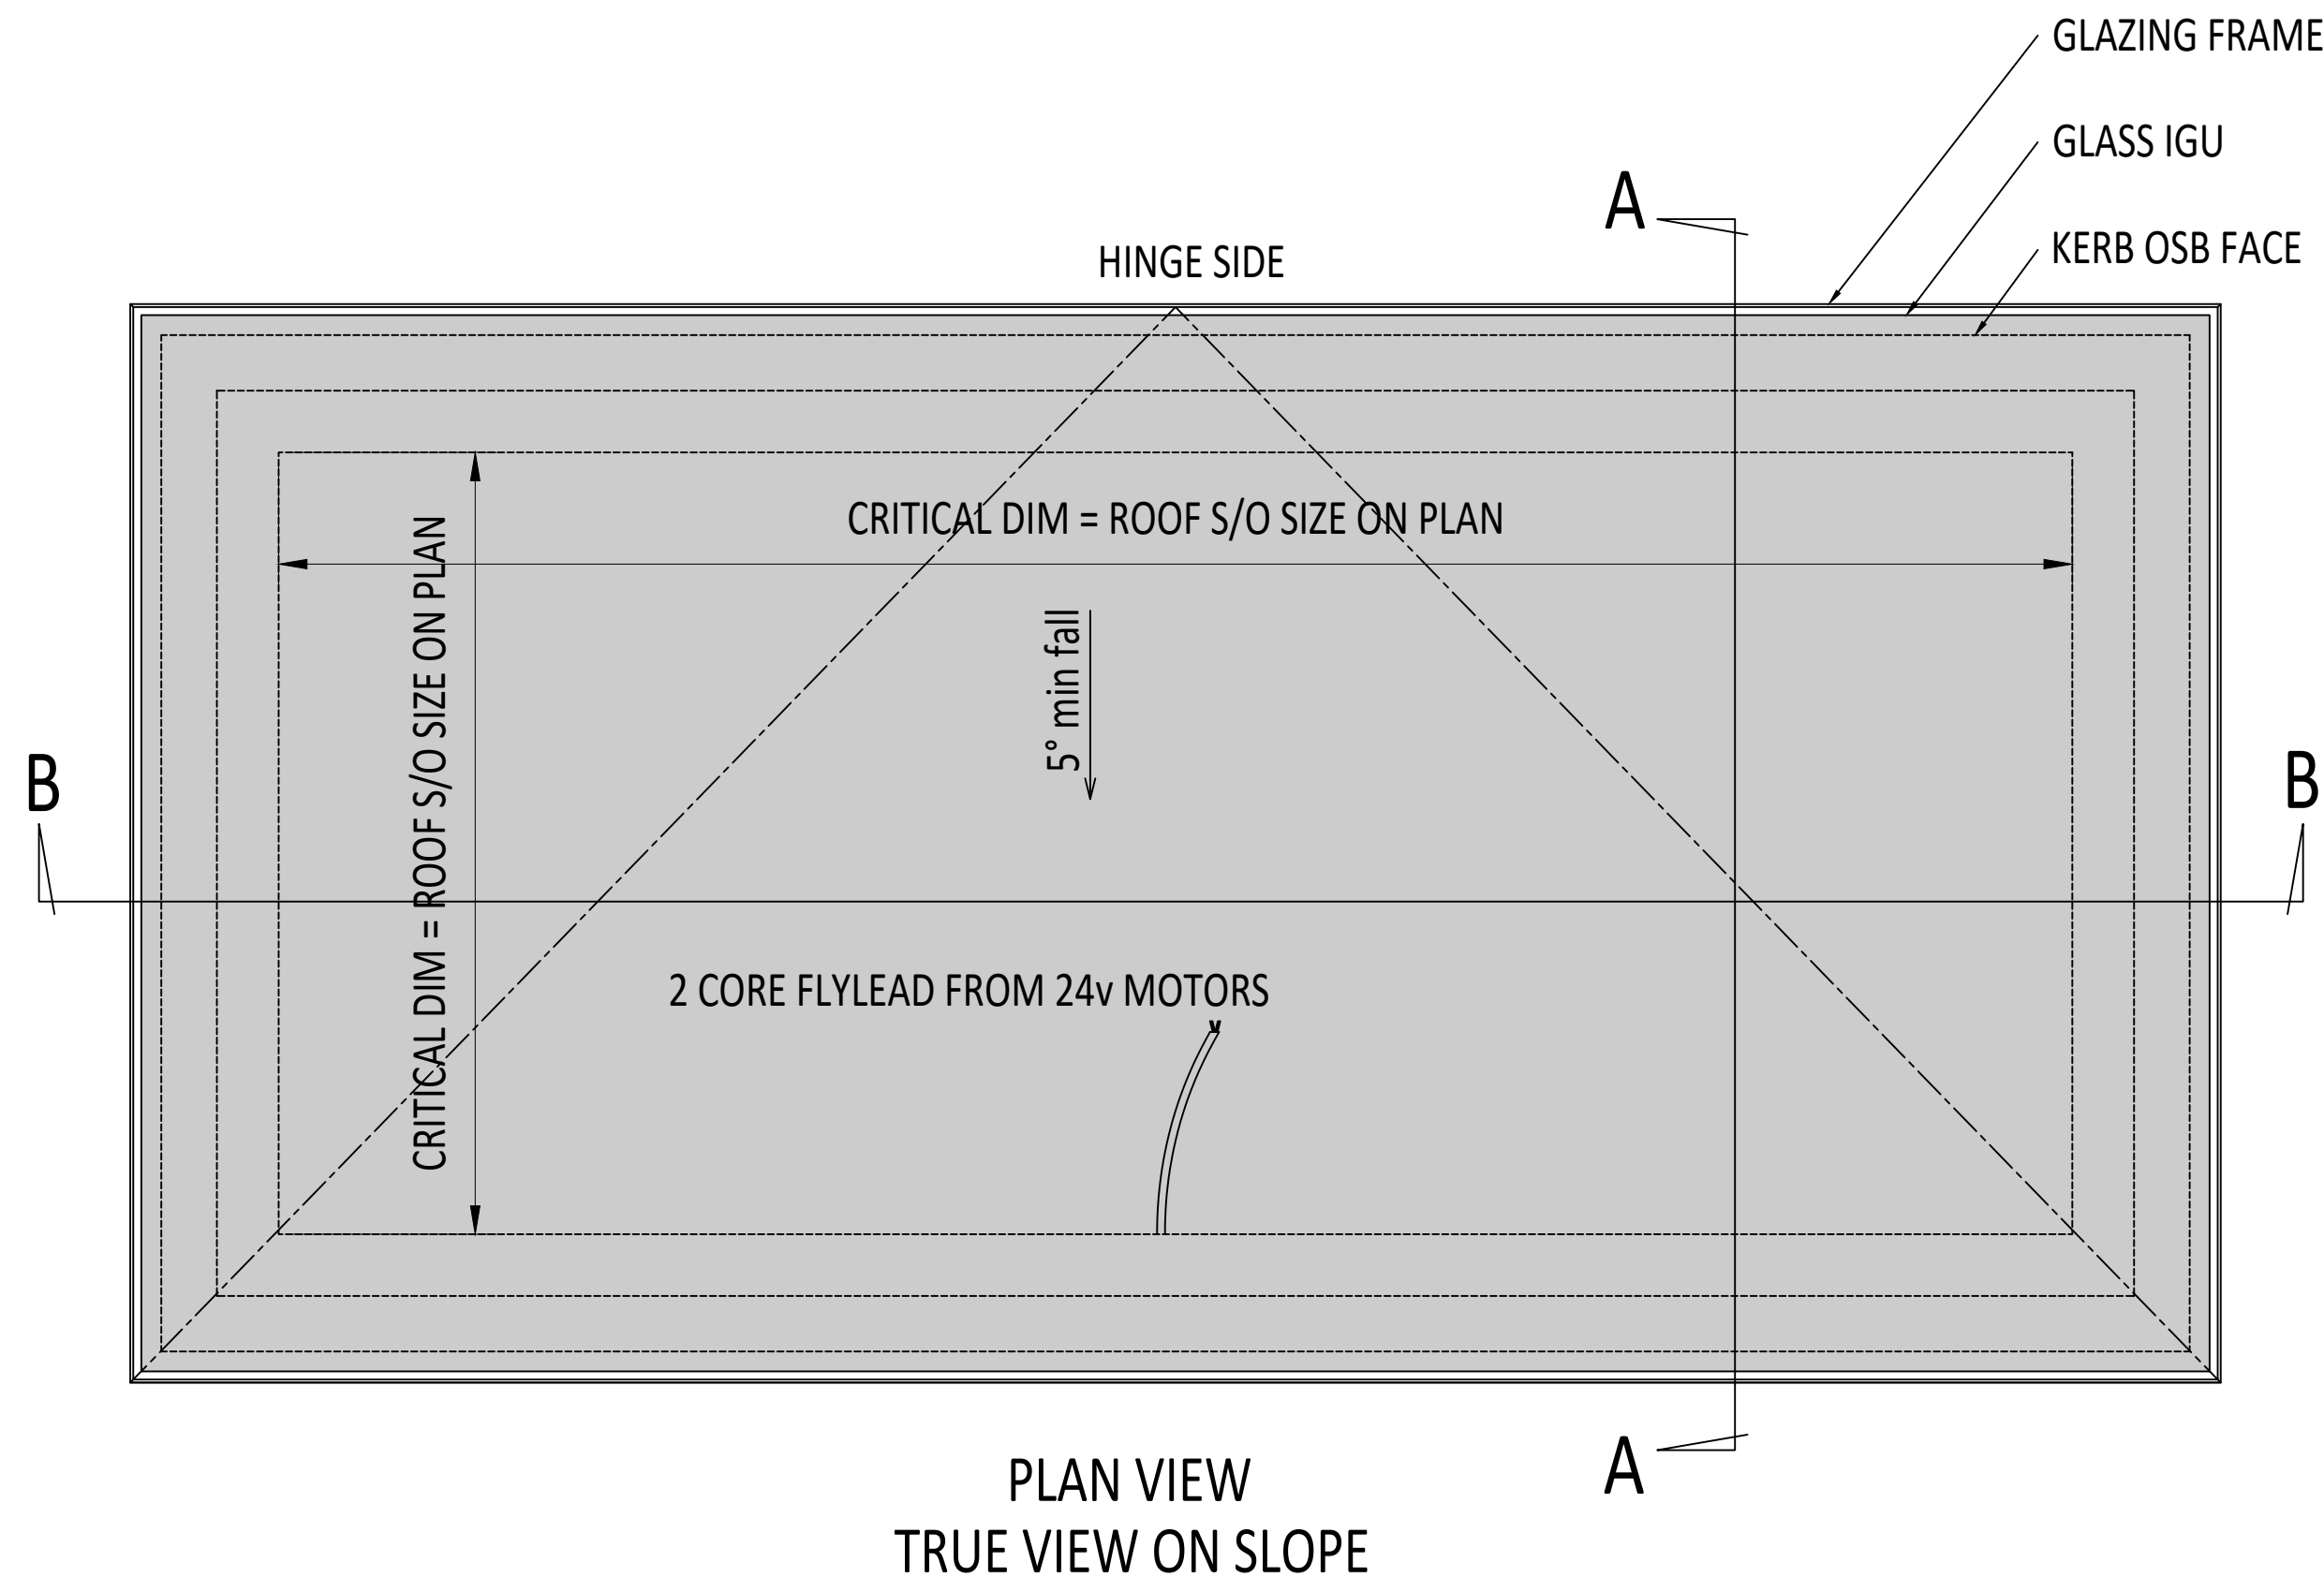 GLAZING FRAME
GLASS IGU
A
KERB OSB FACE
HINGE SIDE
CRITICAL DIM = ROOF S/O SIZE ON PLAN
CRITICAL DIM = ROOF S/O SIZE ON PLAN
5° min fall
B
B
2 CORE FLYLEAD FROM 24v MOTORS
A
PLAN VIEW
TRUE VIEW ON SLOPE